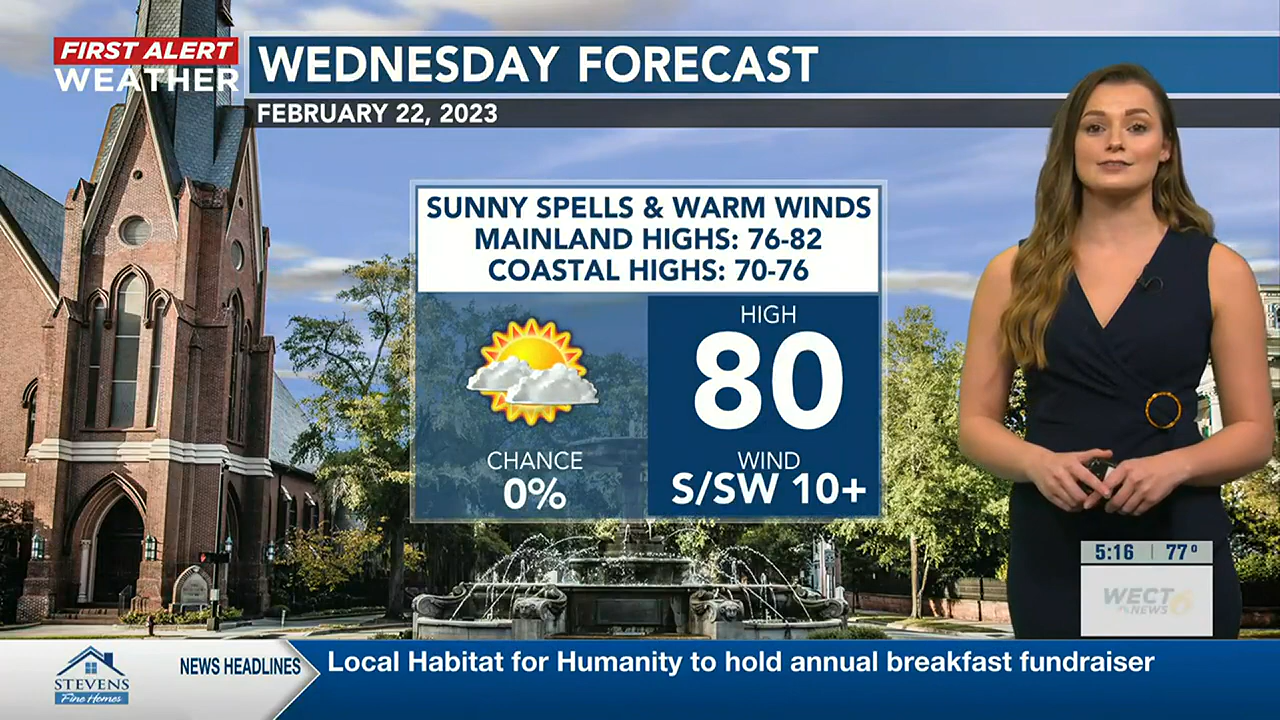 FIRST ALERT
WEATHER
WEDNESDAY FORECAST
FEBRUARY 22, 2023
SUNNY SPELLS & WARM WINDS
MAINLAND HIGHS: 76-82
COASTAL HIGHS: 70-76
HIGH
80
CHANCE
0%
WIND
S/SW 10+
5:16 | 77°
WECT
NEWS 6
STEVENS
Fine Homes
NEWS HEADLINES
Local Habitat for Humanity to hold annual breakfast fundraiser